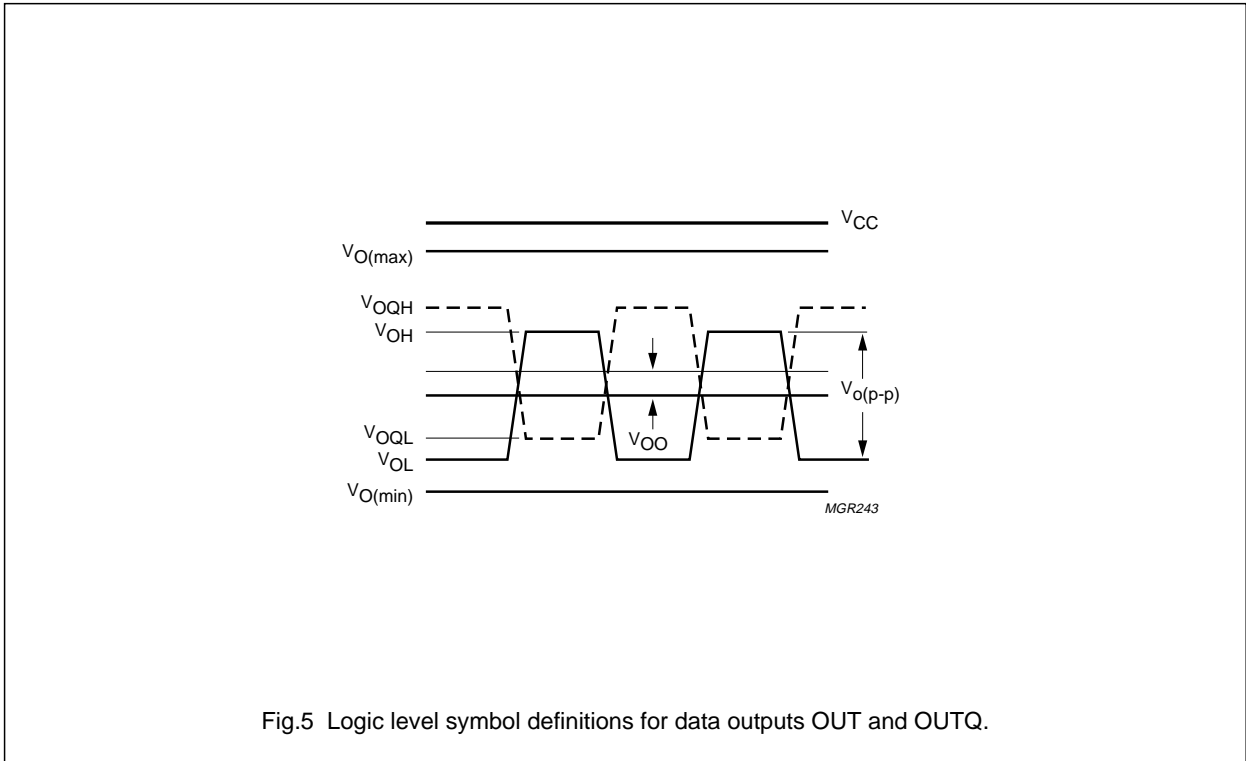 VCC
VO(max)
VOQH
VOH
Vo(p-p)
VOQL
VOO
VOL
VO(min)
MGR243
Fig.5 Logic level symbol definitions for data outputs OUT and OUTQ.